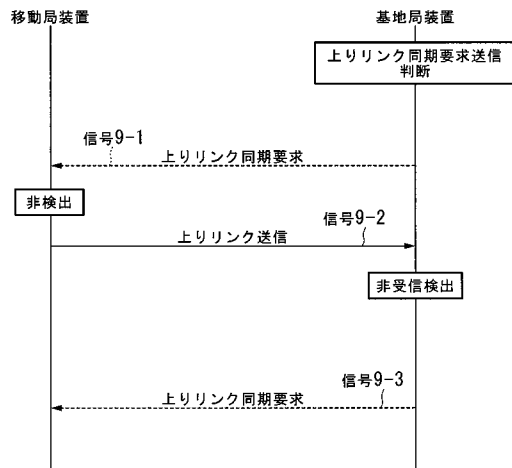 移動局装置
基地局装置
上りリンク同期要求送信
判断
信号9-1
上りリンク同期要求
非検出
信号9-2
上りリンク送信
非受信検出
信号9-3
上りリンク同期要求